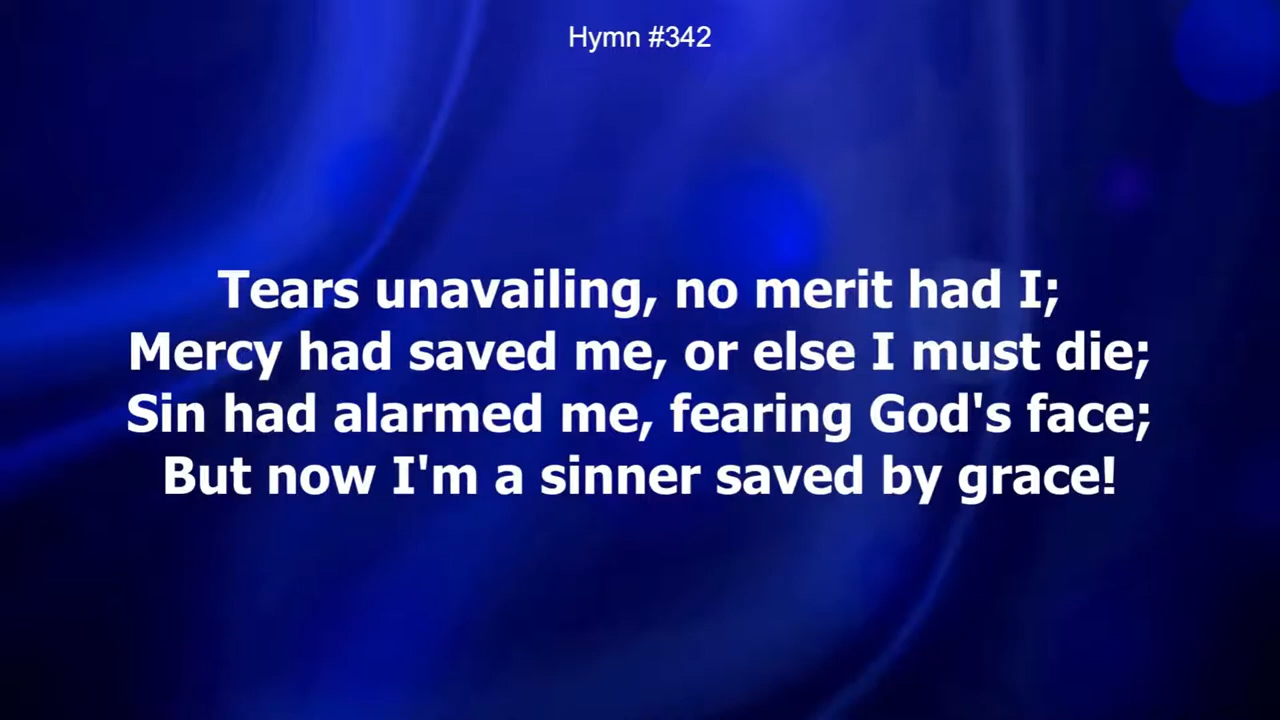 Hymn #342
Tears unavailing, no merit had I;
Mercy had saved me, or else I must die;
Sin had alarmed me, fearing God's face;
But now I'm a sinner saved by grace!